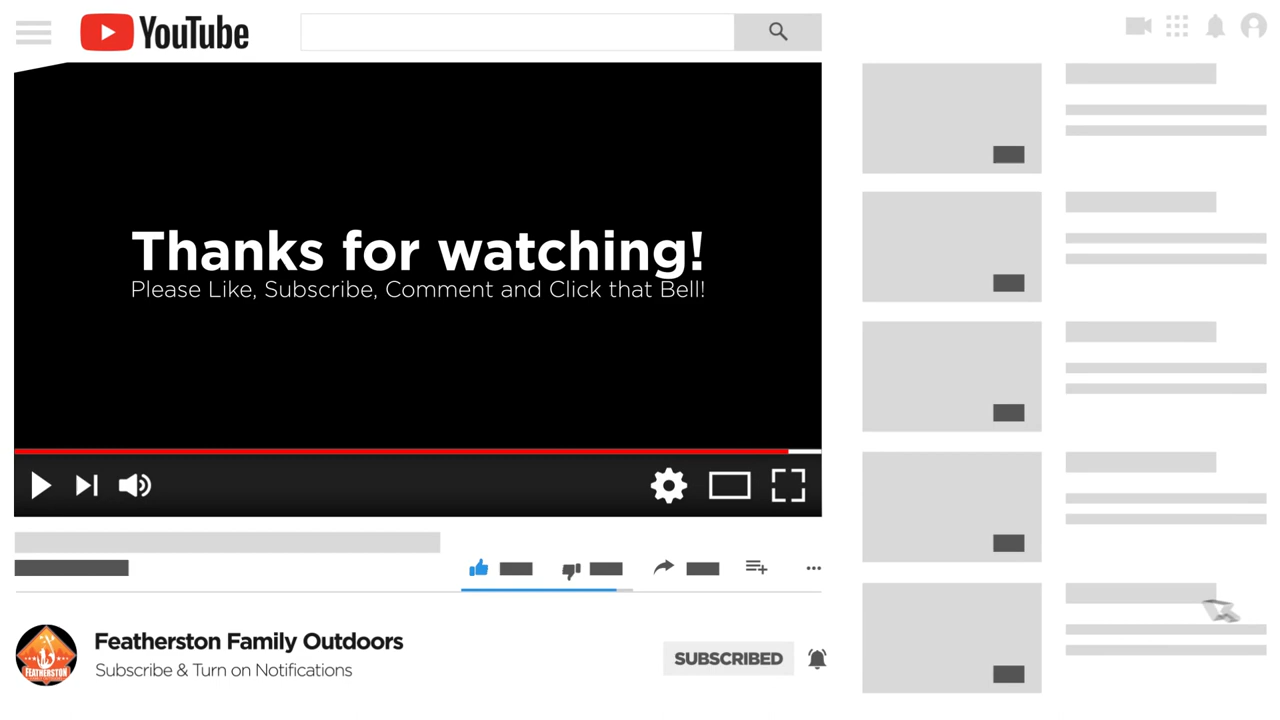 YouTube
Thanks for watching!
Please Like, Subscribe, Comment and Click that Bell!
Featherston Family Outdoors
Subscribe & Turn on Notifications
SUBSCRIBED
FEATHERSTON